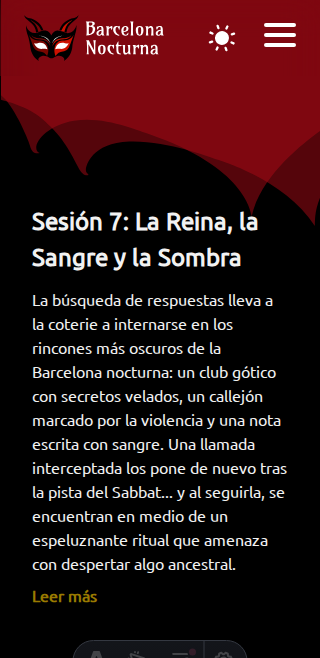 Barcelona
Nocturna
Sesión 7: La Reina, la
Sangre y la Sombra
La búsqueda de respuestas lleva a
la coterie a internarse en los
rincones más oscuros de la
Barcelona nocturna: un club gótico
con secretos velados, un callejón
marcado por la violencia y una nota
escrita con sangre. Una llamada
interceptada los pone de nuevo tras
la pista del Sabbat... y al seguirla, se
encuentran en medio de un
espeluznante ritual que amenaza
con despertar algo ancestral.
Leer más